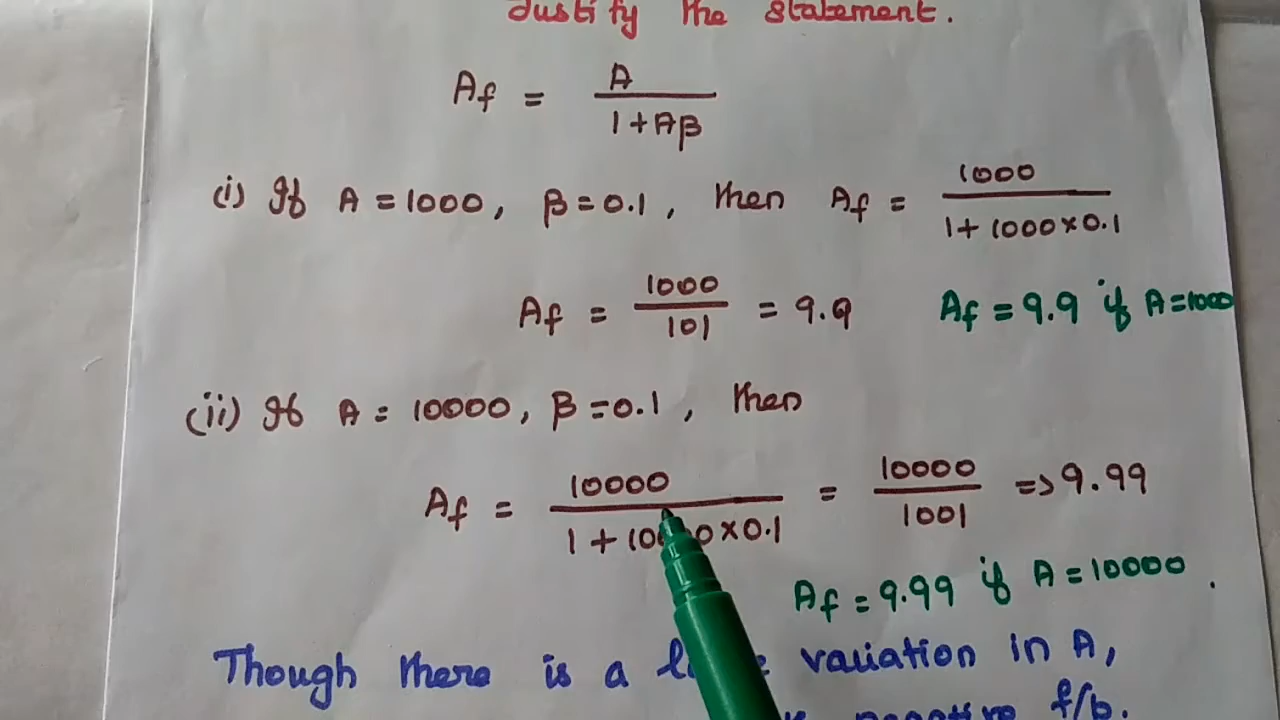 Justify the statement.
Af = A / 1+Aβ
(i) If A = 1000, β = 0.1, then Af = 1000 / 1+ 1000×0.1
Af = 1000 / 101 = 9.9 Af = 9.9 if A=1000
(ii) If A = 10000, β = 0.1, then
Af = 10000 / 1 + 10000×0.1 = 10000 / 1001 => 9.99
Af = 9.99 if A = 10000.
Though there is a variation in A,
negative f/b.